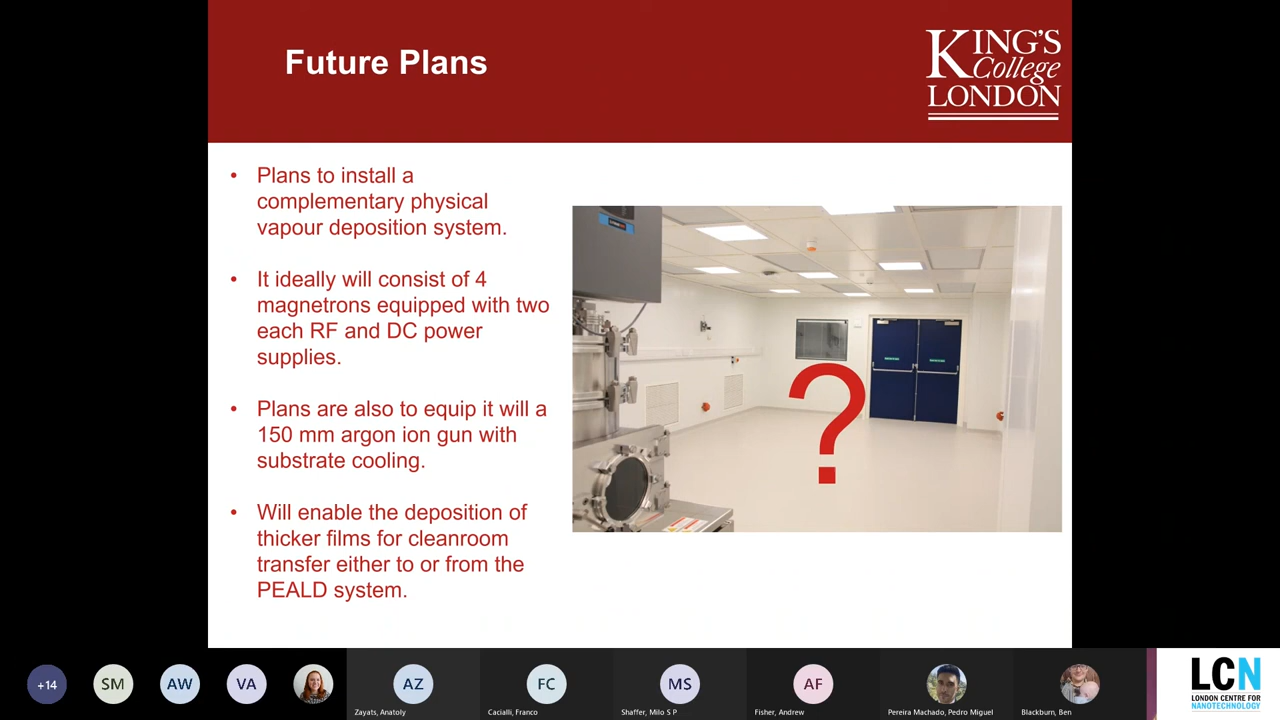 Future Plans
KING'S
College
LONDON
• Plans to install a
complementary physical
vapour deposition system.
• It ideally will consist of 4
magnetrons equipped with two
each RF and DC power
supplies.
• Plans are also to equip it will a
150 mm argon ion gun with
substrate cooling.
• Will enable the deposition of
thicker films for cleanroom
transfer either to or from the
PEALD system.
?
+14
SM
AW
VA
AZ
Zayats, Anatoly
FC
Cacialli, Franco
MS
Shaffer, Milo S P
AF
Fisher, Andrew
Pereira Machado, Pedro Miguel
Blackburn, Ben
LCN
LONDON CENTRE FOR
NANOTECHNOLOGY